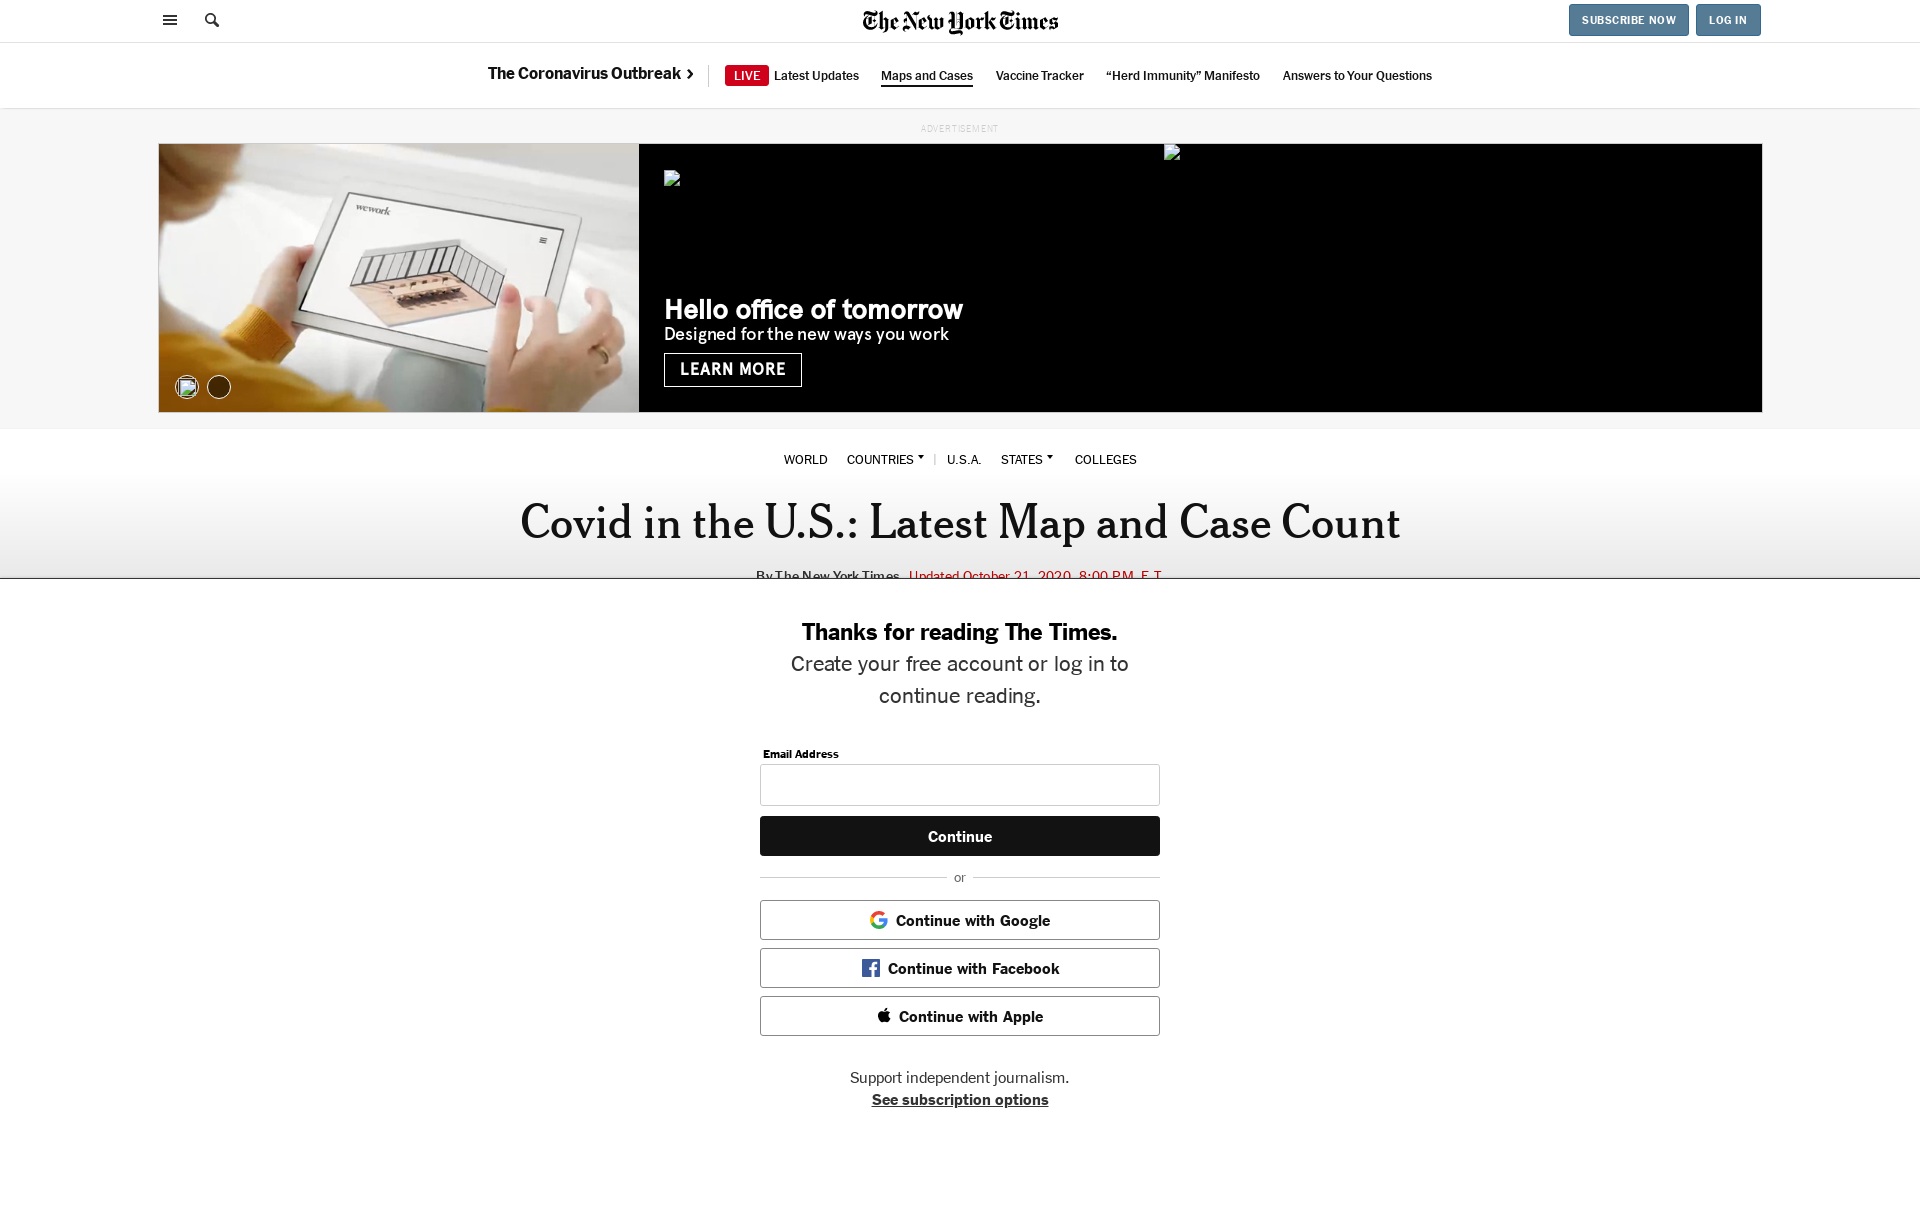 The New York Times
SUBSCRIBE NOW
LOG IN
The Coronavirus Outbreak
LIVE Latest Updates
Maps and Cases
Vaccine Tracker
“Herd Immunity” Manifesto
Answers to Your Questions
ADVERTISEMENT
wework
Hello office of tomorrow
Designed for the new ways you work
LEARN MORE
WORLD
COUNTRIES
U.S.A.
STATES
COLLEGES
Covid in the U.S.: Latest Map and Case Count
By The New York Times Updated October 21, 2020, 8:00 P.M. E.T.
Thanks for reading The Times.
Create your free account or log in to
continue reading.
Email Address
Continue
or
Continue with Google
Continue with Facebook
Continue with Apple
Support independent journalism.
See subscription options